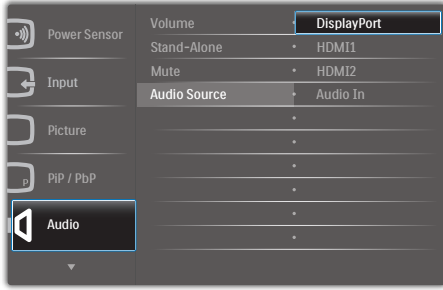 Power Sensor
Input
Picture
P
PiP / PbP
Audio
Volume
Stand-Alone
Mute
Audio Source
DisplayPort
HDMI1
HDMI2
Audio In